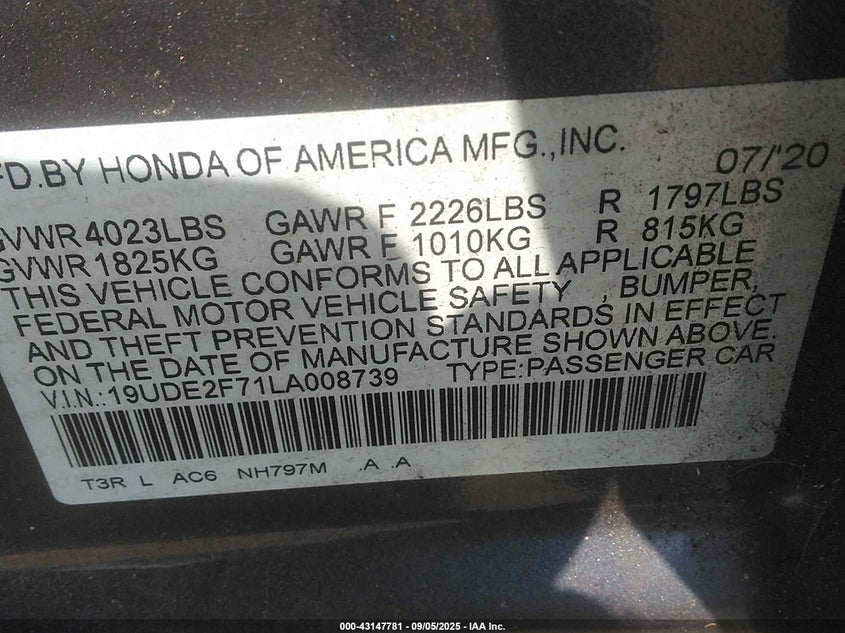 FD.BY HONDA OF AMERICA MFG.,INC. 07/'20
GVWR 4023LBS GAWR F 2226LBS R 1797LBS
GVWR 1825KG GAWR F 1010KG R 815KG
THIS VEHICLE CONFORMS TO ALL APPLICABLE
FEDERAL MOTOR VEHICLE SAFETY , BUMPER,
AND THEFT PREVENTION STANDARDS IN EFFECT
ON THE DATE OF MANUFACTURE SHOWN ABOVE.
V.I.N.: 19UDE2F71LA008739 TYPE:PASSENGER CAR
T3R L AC6 NH797M .A .A
000-43147781 - 09/05/2025 - IAA Inc.